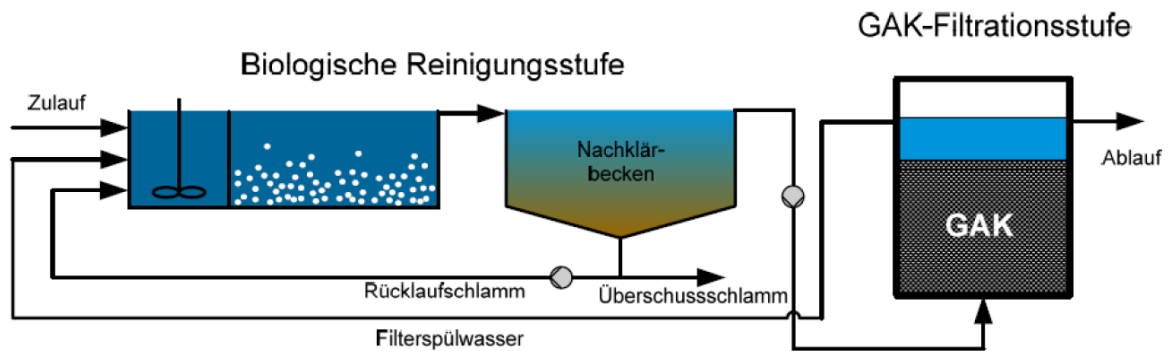 GAK-Filtrationsstufe
Biologische Reinigungsstufe
Zulauf
Nachklär-
becken
Ablauf
GAK
Rücklaufschlamm
Überschussschlamm
Filterspülwasser